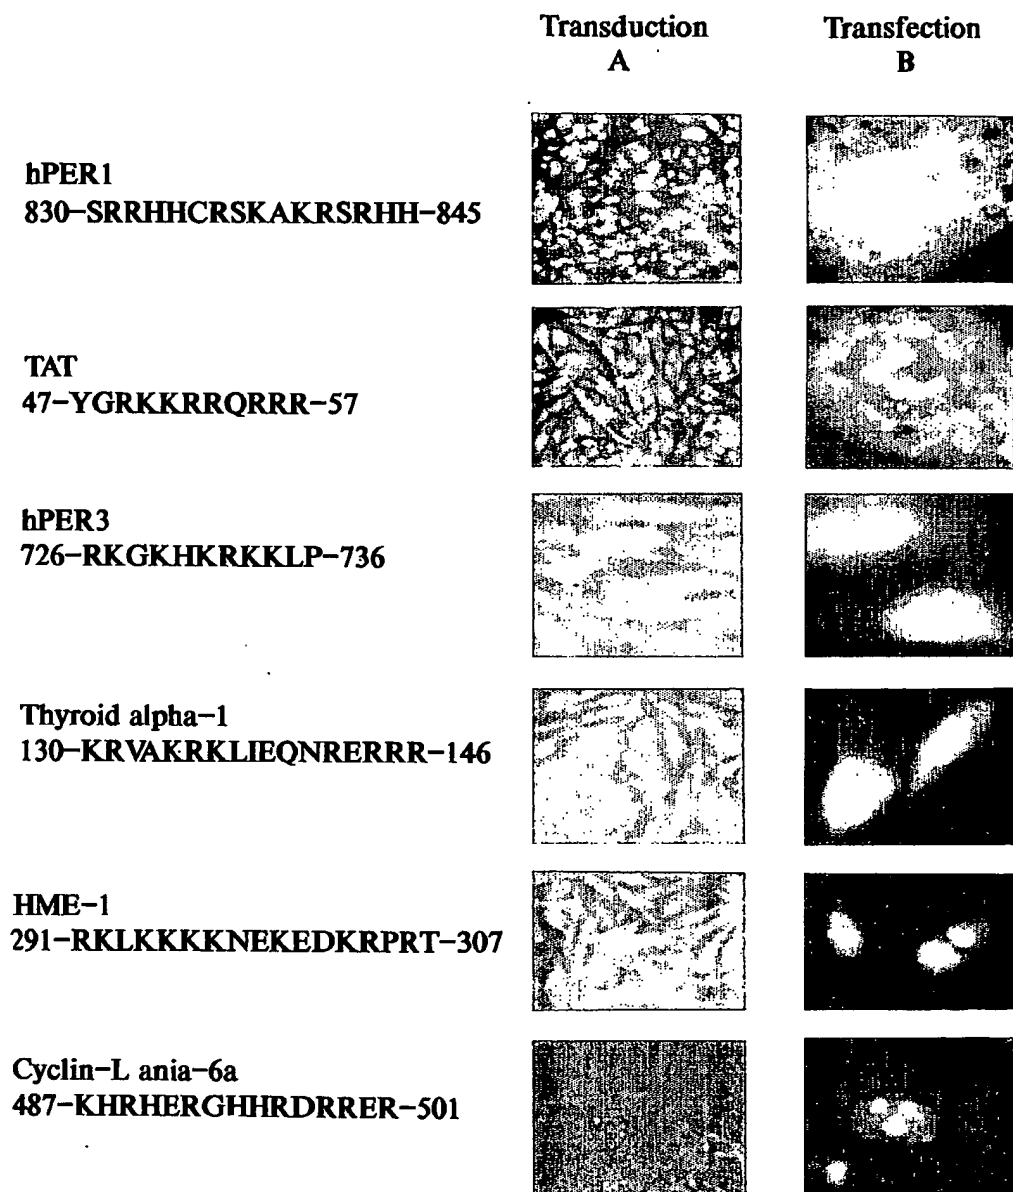 Transduction
A
Transfection
B
hPER1
830-SRRHHCRSKAKRSRHH-845
TAT
47-YGRKKRRQRRR-57
hPER3
726-RKGKHKRKKLP-736
Thyroid alpha-1
130-KRVAKRKLIEQNRERRR-146
HME-1
291-RKLKKKKNEKEDKRPRT-307
Cyclin-L ania-6a
487-KHRHERGHHRDRRER-501